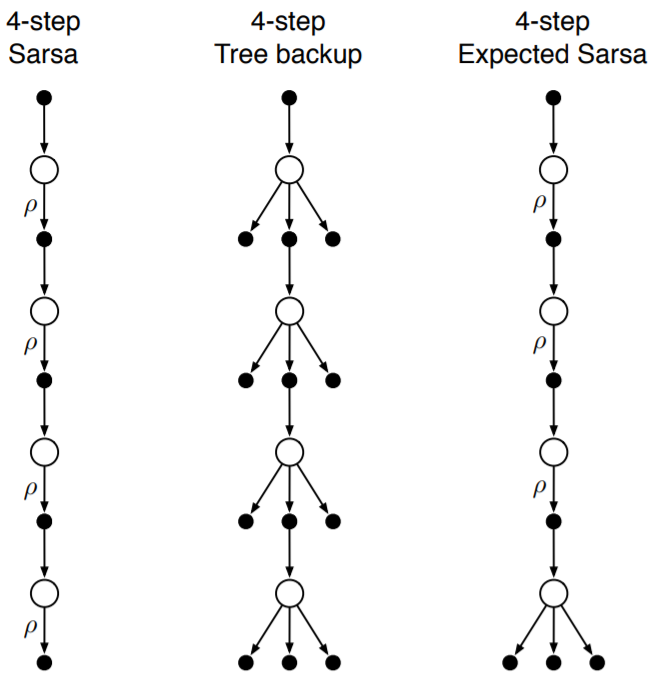 4-step
Sarsa
4-step
Tree backup
4-step
Expected Sarsa
ρ
ρ
ρ
ρ
ρ
ρ
ρ